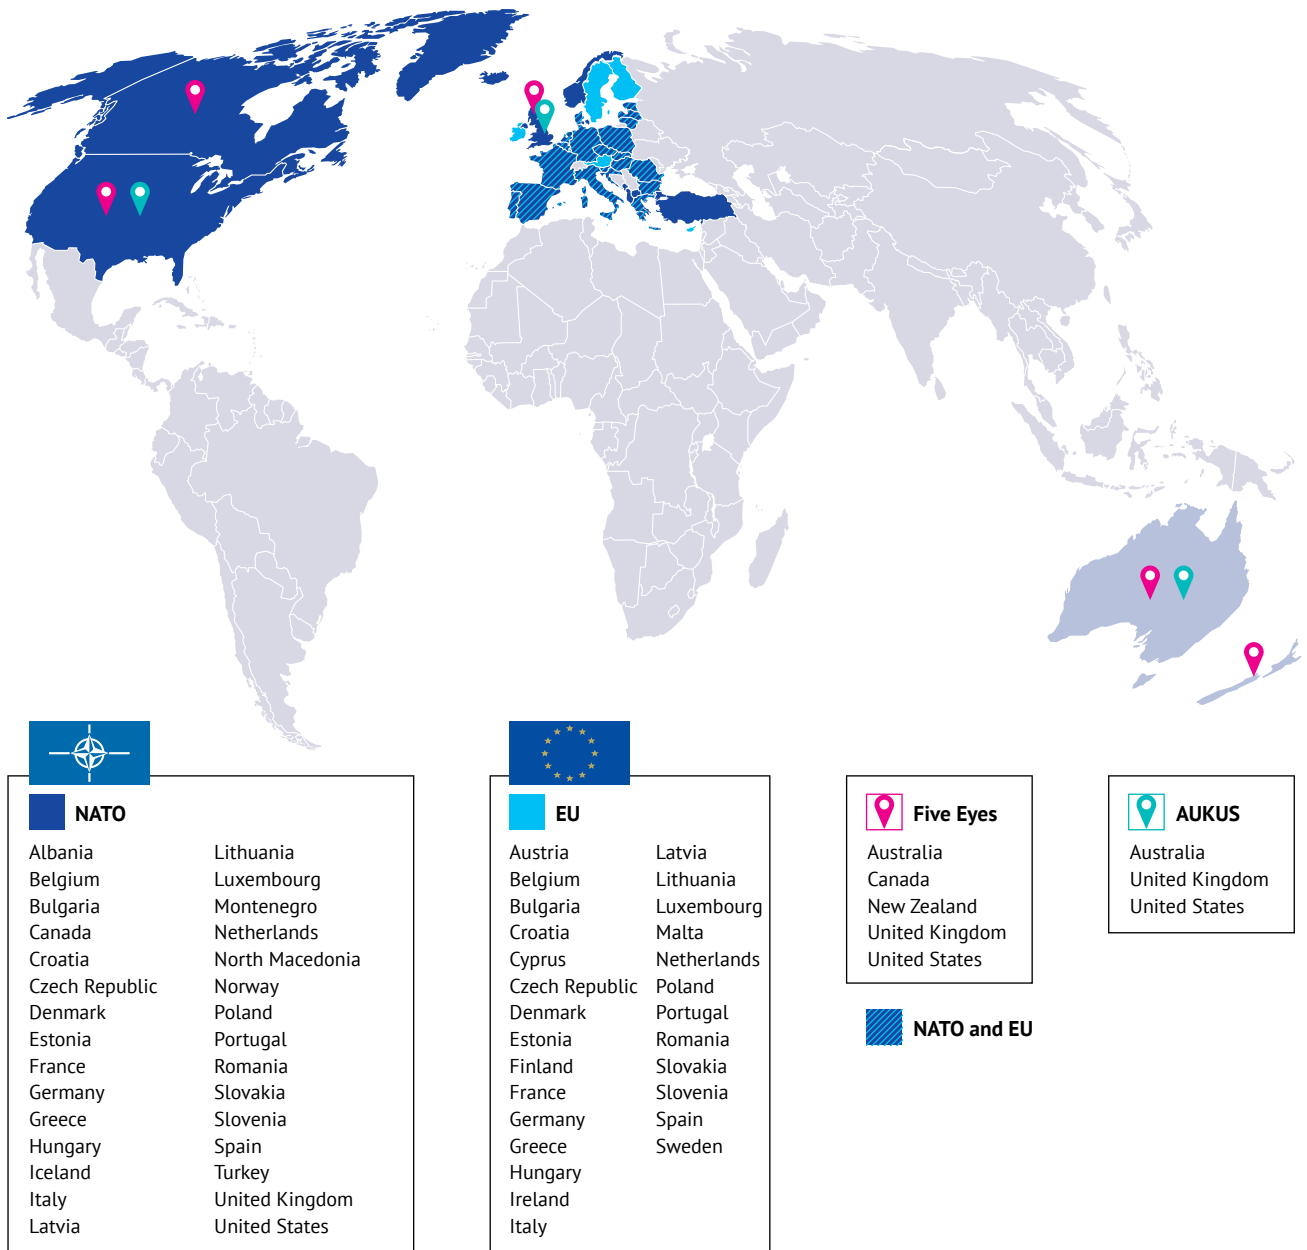 NATO
Albania
Belgium
Bulgaria
Canada
Croatia
Czech Republic
Denmark
Estonia
France
Germany
Greece
Hungary
Iceland
Italy
Latvia
Lithuania
Luxembourg
Montenegro
Netherlands
North Macedonia
Norway
Poland
Portugal
Romania
Slovakia
Slovenia
Spain
Turkey
United Kingdom
United States
EU
Austria
Belgium
Bulgaria
Croatia
Cyprus
Czech Republic
Denmark
Estonia
Finland
France
Germany
Greece
Hungary
Ireland
Italy
Latvia
Lithuania
Luxembourg
Malta
Netherlands
Poland
Portugal
Romania
Slovakia
Slovenia
Spain
Sweden
Five Eyes
Australia
Canada
New Zealand
United Kingdom
United States
NATO and EU
AUKUS
Australia
United Kingdom
United States